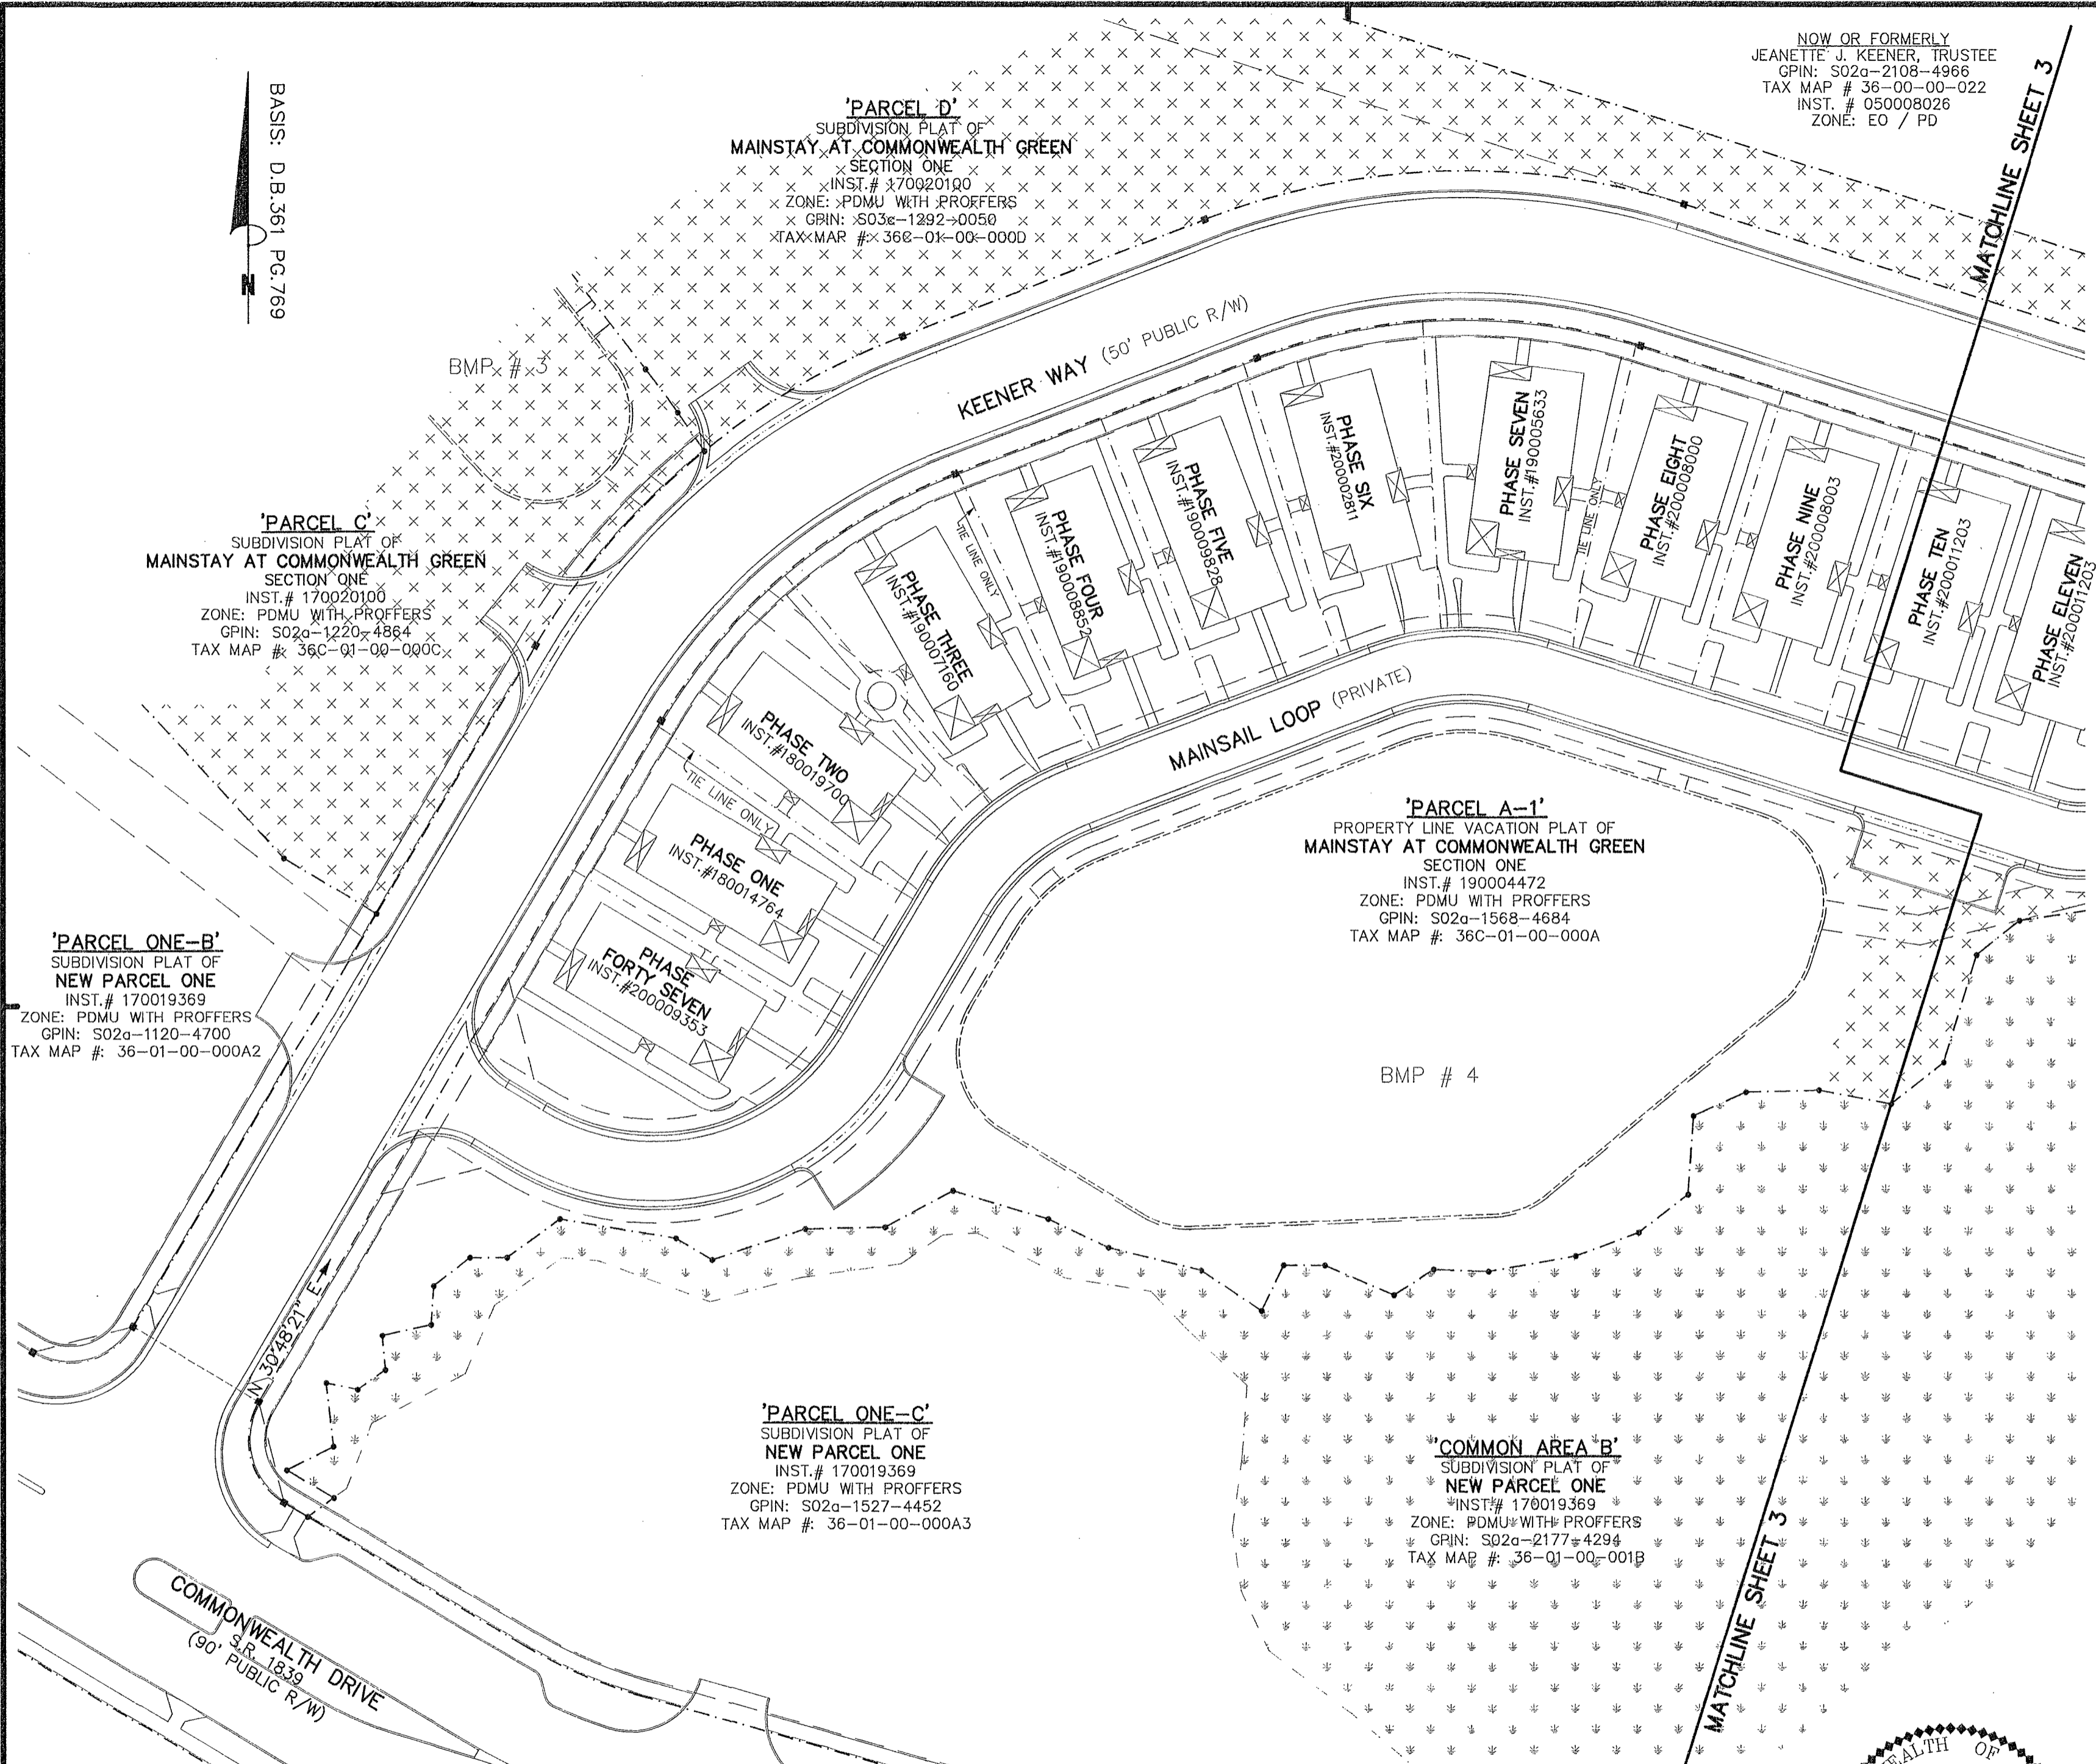 NOW OR FORMERLY
JEANETTE J. KEENER, TRUSTEE
GPIN: S02a-2108-4966
TAX MAP # 36-00-00-022
INST. # 050008026
ZONE: EO / PD
MATCHLINE SHEET 3
BASIS: D.B.361 PG.769
N
'PARCEL D'
SUBDIVISION PLAT OF
MAINSTAY AT COMMONWEALTH GREEN
SECTION ONE
INST.# 170020100
ZONE: PDMU WITH PROFFERS
GPIN: S03c-1292-0050
TAX MAP #: 36C-01-00-000D
BMP # 3
KEENER WAY (50' PUBLIC R/W)
'PARCEL C'
SUBDIVISION PLAT OF
MAINSTAY AT COMMONWEALTH GREEN
SECTION ONE
INST.# 170020100
ZONE: PDMU WITH PROFFERS
GPIN: S02a-1220-4864
TAX MAP #: 36C-01-00-000C
PHASE SEVEN
INST.#190005633
PHASE SIX
INST.#200002811
PHASE EIGHT
INST.#200008000
TIE LINE ONLY
PHASE FIVE
INST.#190009828
PHASE NINE
INST.#200008003
PHASE FOUR
INST.#190008852
TIE LINE ONLY
PHASE TEN
INST.#200011203
PHASE ELEVEN
INST.#200011203
PHASE THREE
INST.#190007160
MAINSAIL LOOP (PRIVATE)
PHASE TWO
INST.#180019700
TIE LINE ONLY
PHASE ONE
INST.#180014764
PHASE
FORTY SEVEN
INST.#200009353
'PARCEL A-1'
PROPERTY LINE VACATION PLAT OF
MAINSTAY AT COMMONWEALTH GREEN
SECTION ONE
INST.# 190004472
ZONE: PDMU WITH PROFFERS
GPIN: S02a-1568-4684
TAX MAP #: 36C-01-00-000A
'PARCEL ONE-B'
SUBDIVISION PLAT OF
NEW PARCEL ONE
INST.# 170019369
ZONE: PDMU WITH PROFFERS
GPIN: S02a-1120-4700
TAX MAP #: 36-01-00-000A2
BMP # 4
N 30°48'21" E
'PARCEL ONE-C'
SUBDIVISION PLAT OF
NEW PARCEL ONE
INST.# 170019369
ZONE: PDMU WITH PROFFERS
GPIN: S02a-1527-4452
TAX MAP #: 36-01-00-000A3
'COMMON AREA B'
SUBDIVISION PLAT OF
NEW PARCEL ONE
INST.# 170019369
ZONE: PDMU WITH PROFFERS
GPIN: S02a-2177-4294
TAX MAP #: 36-01-00-001B
MATCHLINE SHEET 3
COMMONWEALTH DRIVE
S.R. 1839
(90' PUBLIC R/W)
EALTH OF